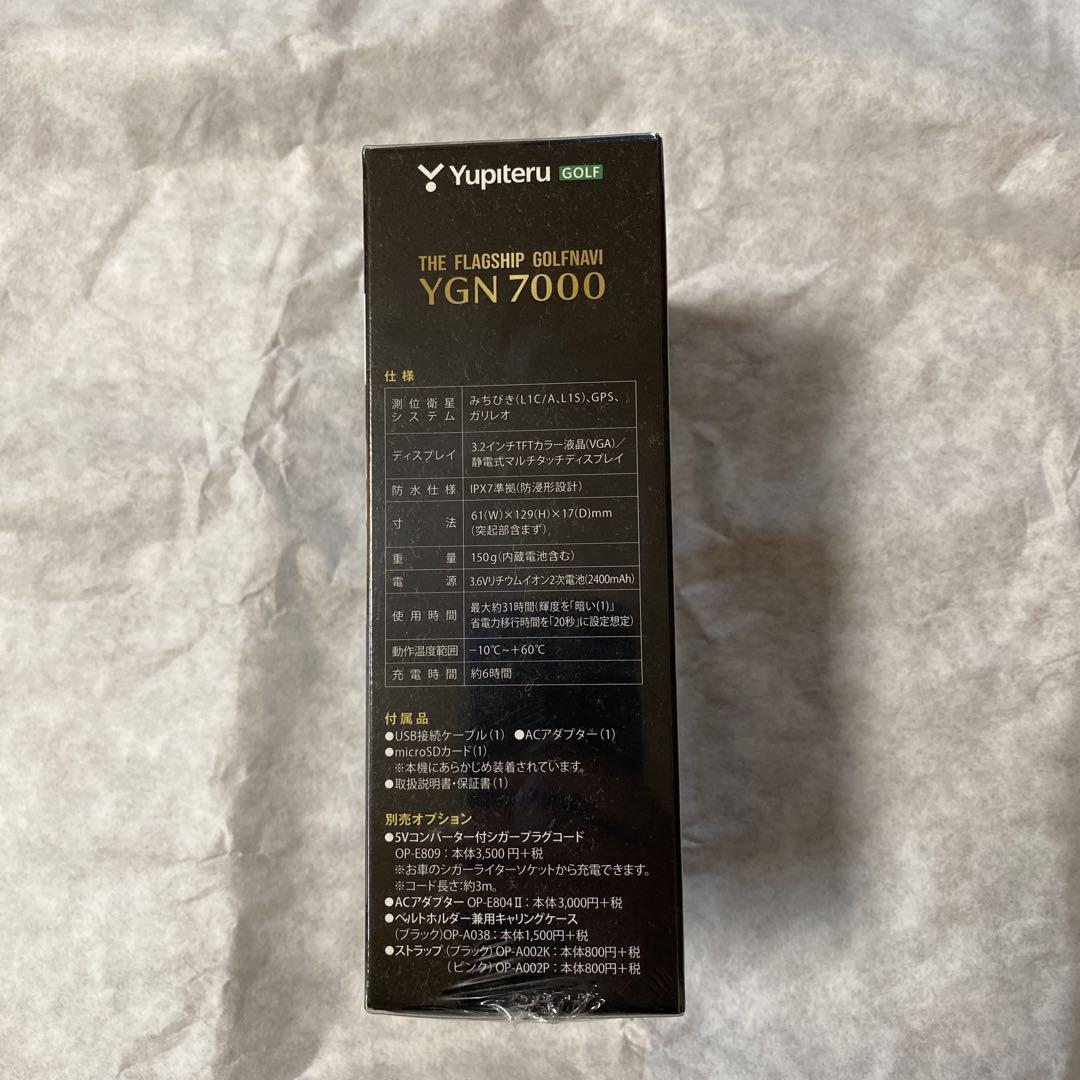 Yupiteru GOLF
THE FLAGSHIP GOLFNAVI
YGN 7000
仕様
測位衛星システム みちびき(L1C/A、L1S)、GPS、
ガリレオ
ディスプレイ 3.2インチTFTカラー液晶(VGA)／
静電式マルチタッチディスプレイ
防水仕様 IPX7準拠(防浸形設計)
寸法 61(W)×129(H)×17(D)mm
(突起部含まず)
重量 150g(内蔵電池含む)
電源 3.6Vリチウムイオン2次電池(2400mAh)
使用時間 最大約31時間(輝度を「暗い(1)」
省電力移行時間を「20秒」に設定想定)
動作温度範囲 −10℃~+60℃
充電時間 約6時間
付属品
●USB接続ケーブル(1) ●ACアダプター(1)
●microSDカード(1)
※本機にあらかじめ装着されています。
●取扱説明書・保証書(1)
別売オプション
●5Vコンバーター付シガープラグコード
OP-E809：本体3,500円+税
※お車のシガーライターソケットから充電できます。
※コード長さ:約3m。
●ACアダプター OP-E804Ⅱ：本体3,000円+税
●ベルトホルダー兼用キャリングケース
(ブラック)OP-A038：本体1,500円+税
●ストラップ(ブラック)OP-A002K：本体800円+税
(ピンク)OP-A002P：本体800円+税